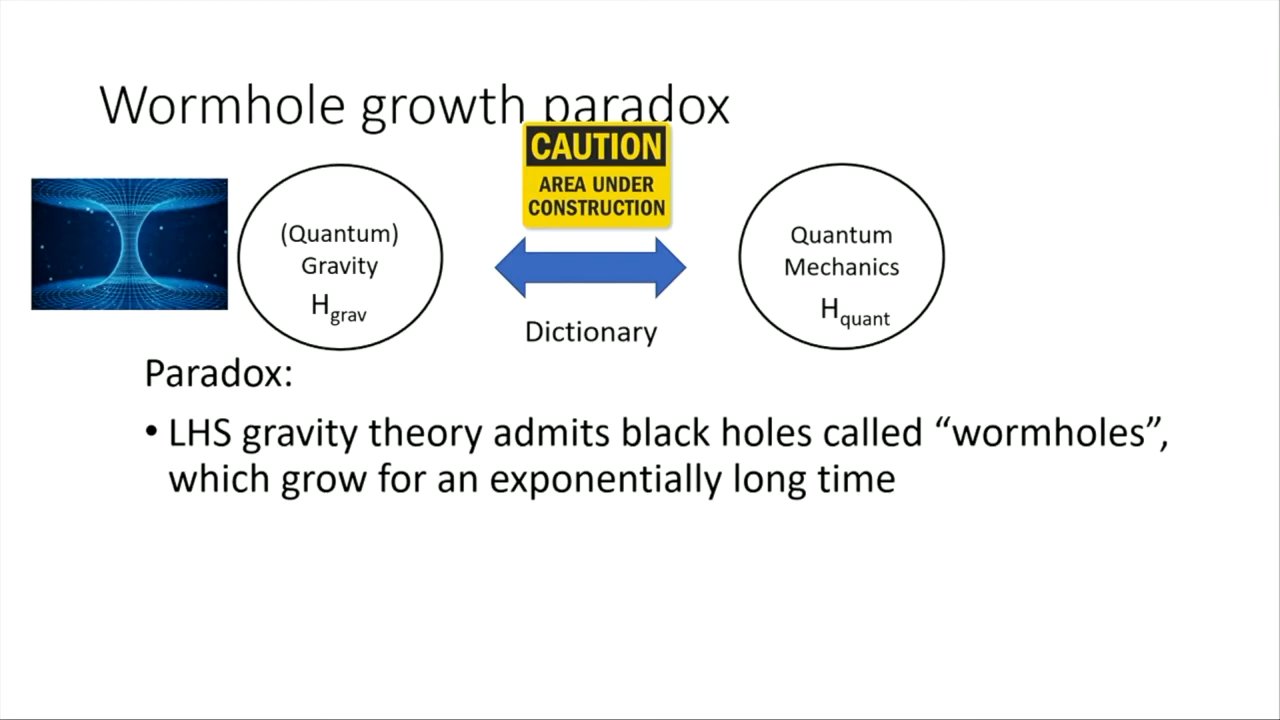 Wormhole growth paradox
CAUTION
AREA UNDER
CONSTRUCTION
(Quantum)
Gravity
H_grav
Dictionary
Quantum
Mechanics
H_quant
Paradox:
• LHS gravity theory admits black holes called “wormholes”,
which grow for an exponentially long time